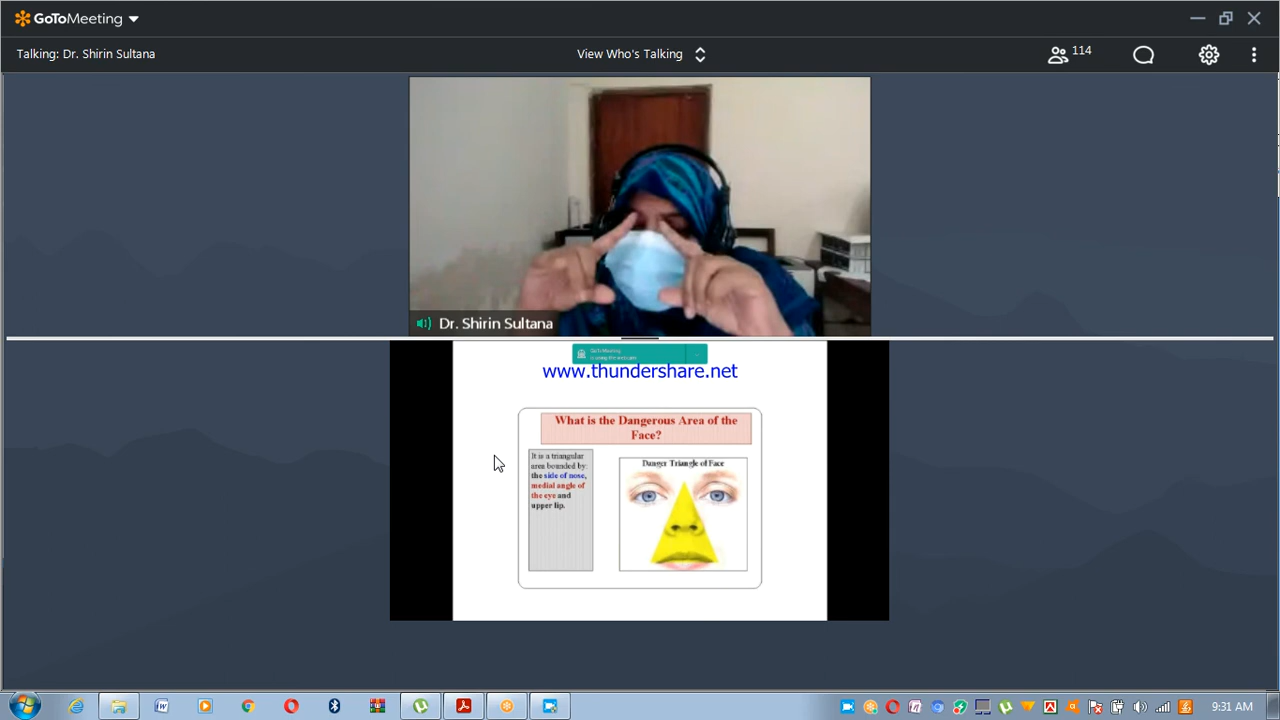 GoToMeeting
Talking: Dr. Shirin Sultana
View Who's Talking
114
Dr. Shirin Sultana
GoToMeeting
www.thundershare.net
What is the Dangerous Area of the
Face?
It is a triangular
area bounded by:
the side of nose,
medial angle of
the eye and
upper lip.
Danger Triangle of Face
9:31 AM